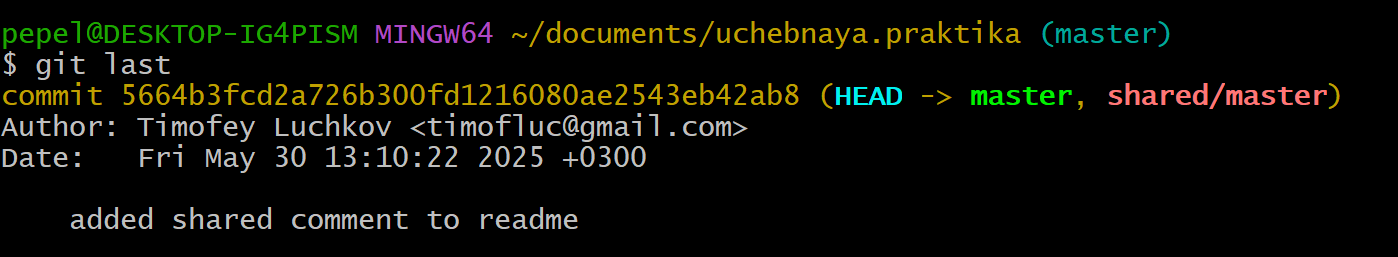 pepel@DESKTOP-IG4PISM MINGW64 ~/documents/uchebnaya.praktika (master)
$ git last
commit 5664b3fcd2a726b300fd1216080ae2543eb42ab8 (HEAD -> master, shared/master)
Author: Timofey Luchkov <timofluc@gmail.com>
Date:   Fri May 30 13:10:22 2025 +0300
    added shared comment to readme